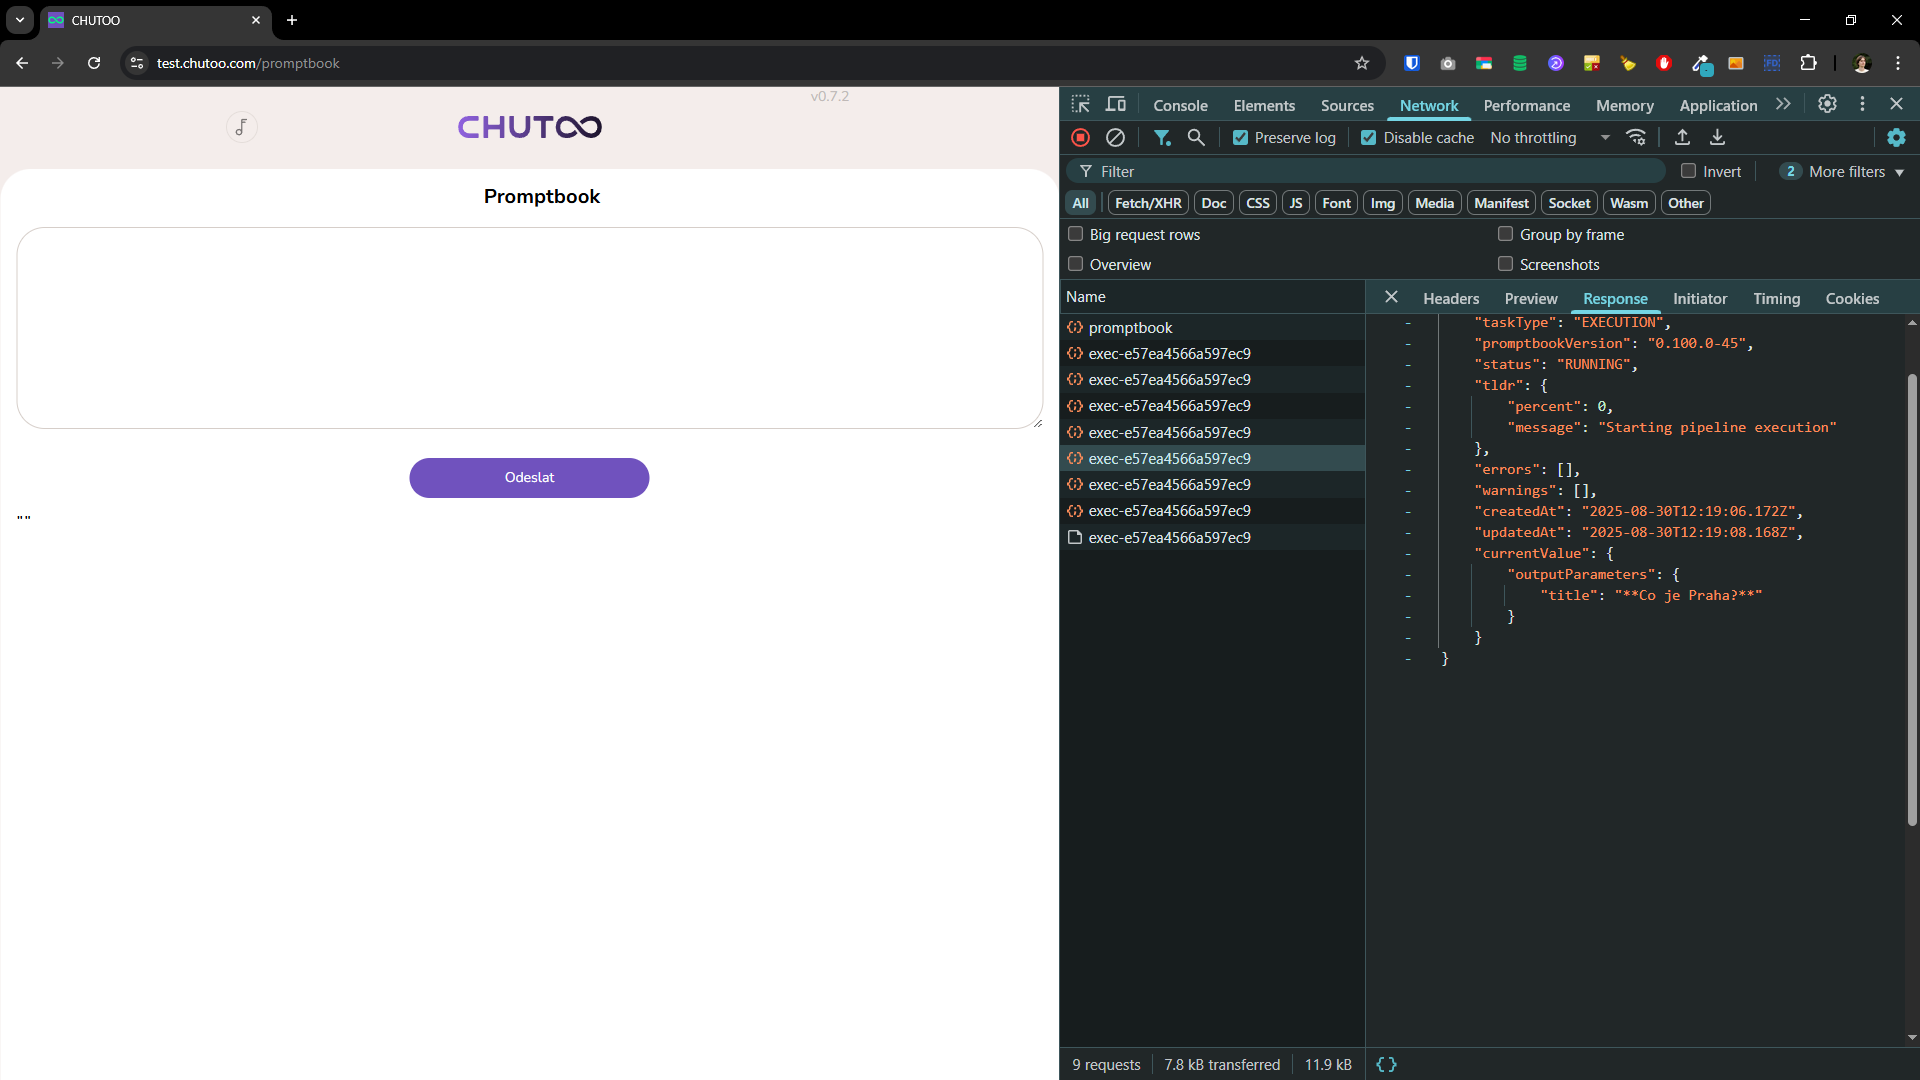 CHUTOO
test.chutoo.com/promptbook
v0.7.2
CHUTOO
Promptbook
Odeslat
""
Console
Elements
Sources
Network
Performance
Memory
Application
Preserve log
Disable cache
No throttling
Filter
Invert
2
More filters
All
Fetch/XHR
Doc
CSS
JS
Font
Img
Media
Manifest
Socket
Wasm
Other
Big request rows
Group by frame
Overview
Screenshots
Name
Headers
Preview
Response
Initiator
Timing
Cookies
promptbook
exec-e57ea4566a597ec9
exec-e57ea4566a597ec9
exec-e57ea4566a597ec9
exec-e57ea4566a597ec9
exec-e57ea4566a597ec9
exec-e57ea4566a597ec9
exec-e57ea4566a597ec9
exec-e57ea4566a597ec9
- "taskType": "EXECUTION",
- "promptbookVersion": "0.100.0-45",
- "status": "RUNNING",
- "tldr": {
- "percent": 0,
- "message": "Starting pipeline execution"
- },
- "errors": [],
- "warnings": [],
- "createdAt": "2025-08-30T12:19:06.172Z",
- "updatedAt": "2025-08-30T12:19:08.168Z",
- "currentValue": {
- "outputParameters": {
- "title": "**Co je Praha?**"
- }
- }
- }
9 requests
7.8 kB transferred
11.9 kB
{ }